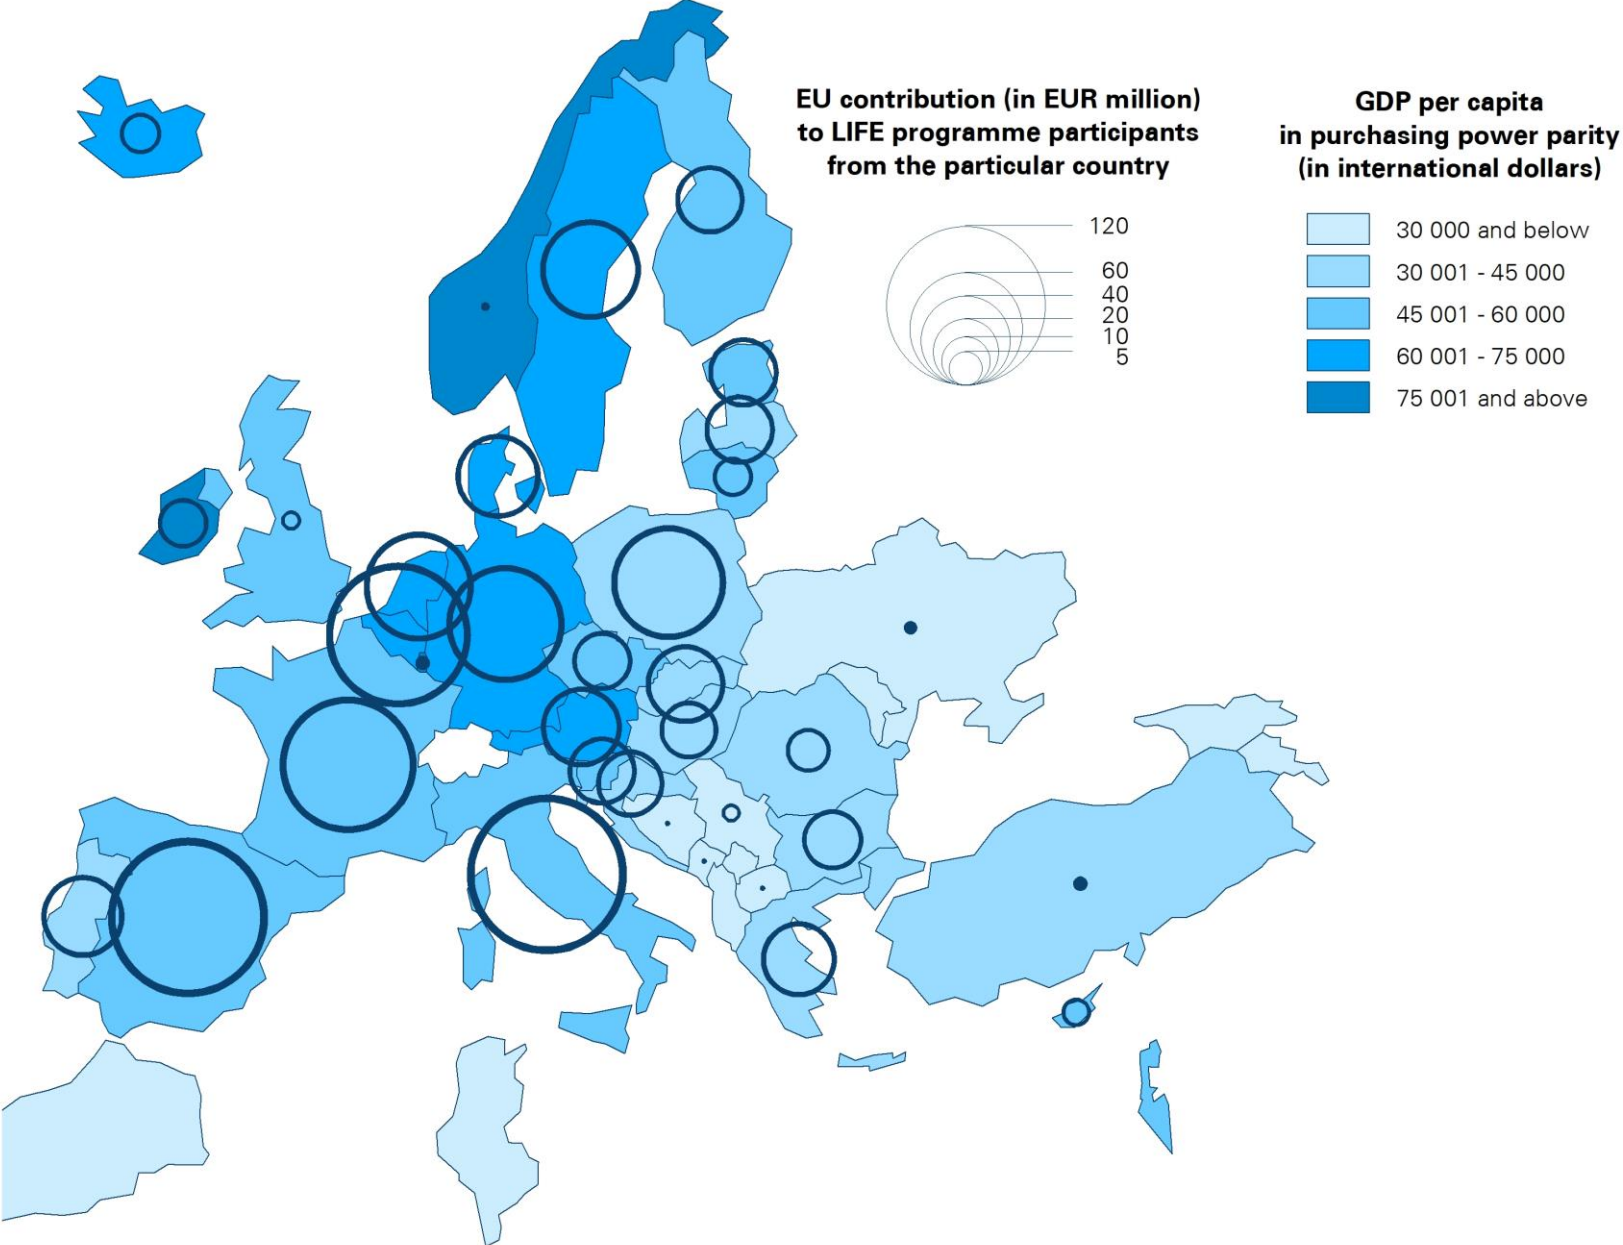 EU contribution (in EUR million)
to LIFE programme participants
from the particular country
120
60
40
20
10
5
GDP per capita
in purchasing power parity
(in international dollars)
30 000 and below
30 001 - 45 000
45 001 - 60 000
60 001 - 75 000
75 001 and above